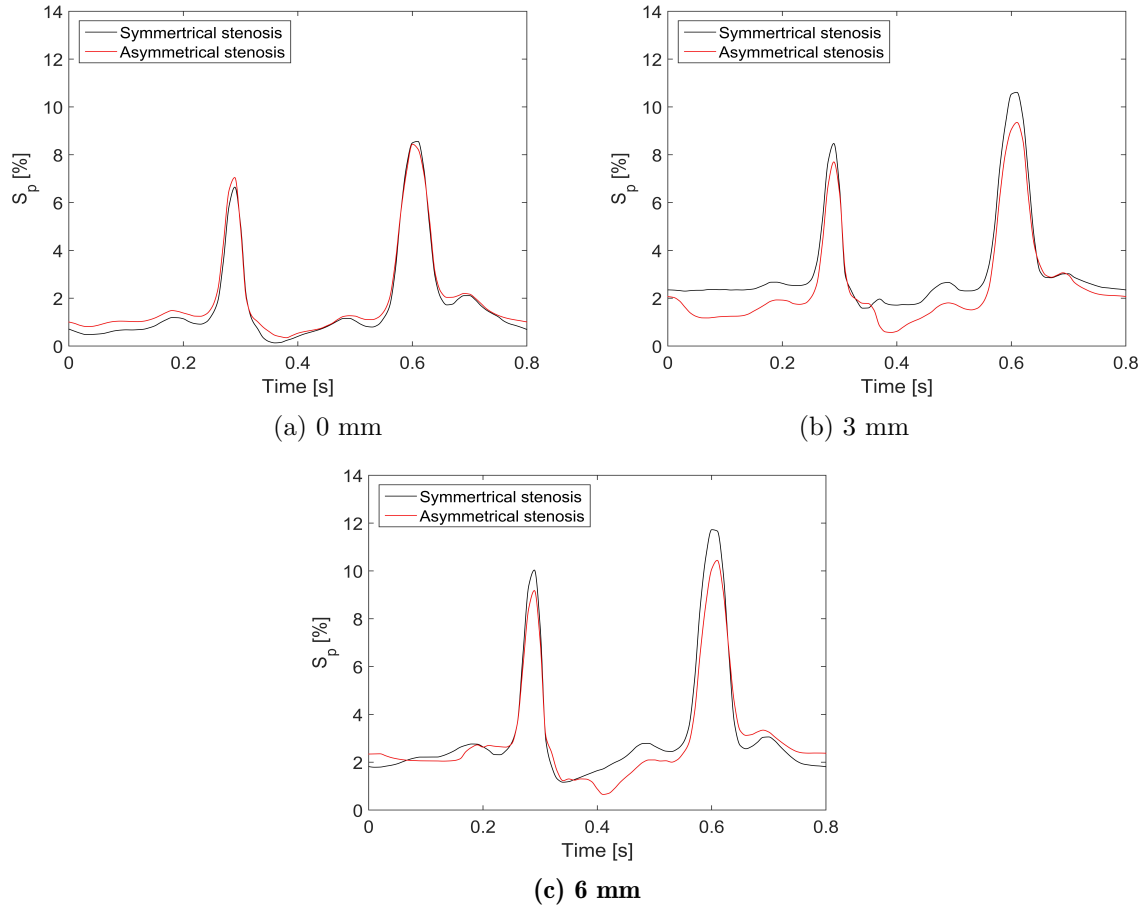 14
12
10
8
6
4
2
0
S_p [%]
Symmertrical stenosis
Asymmetrical stenosis
0 0.2 0.4 0.6 0.8
Time [s]
(a) 0 mm
14
12
10
8
6
4
2
0
S_p [%]
Symmertrical stenosis
Asymmetrical stenosis
0 0.2 0.4 0.6 0.8
Time [s]
(b) 3 mm
14
12
10
8
6
4
2
0
S_p [%]
Symmertrical stenosis
Asymmetrical stenosis
0 0.2 0.4 0.6 0.8
Time [s]
(c) 6 mm